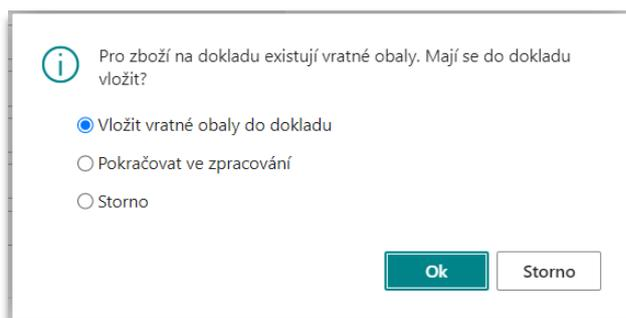 Pro zboží na dokladu existují vratné obaly. Mají se do dokladu
vložit?
Vložit vratné obaly do dokladu
Pokračovat ve zpracování
Storno
Ok
Storno